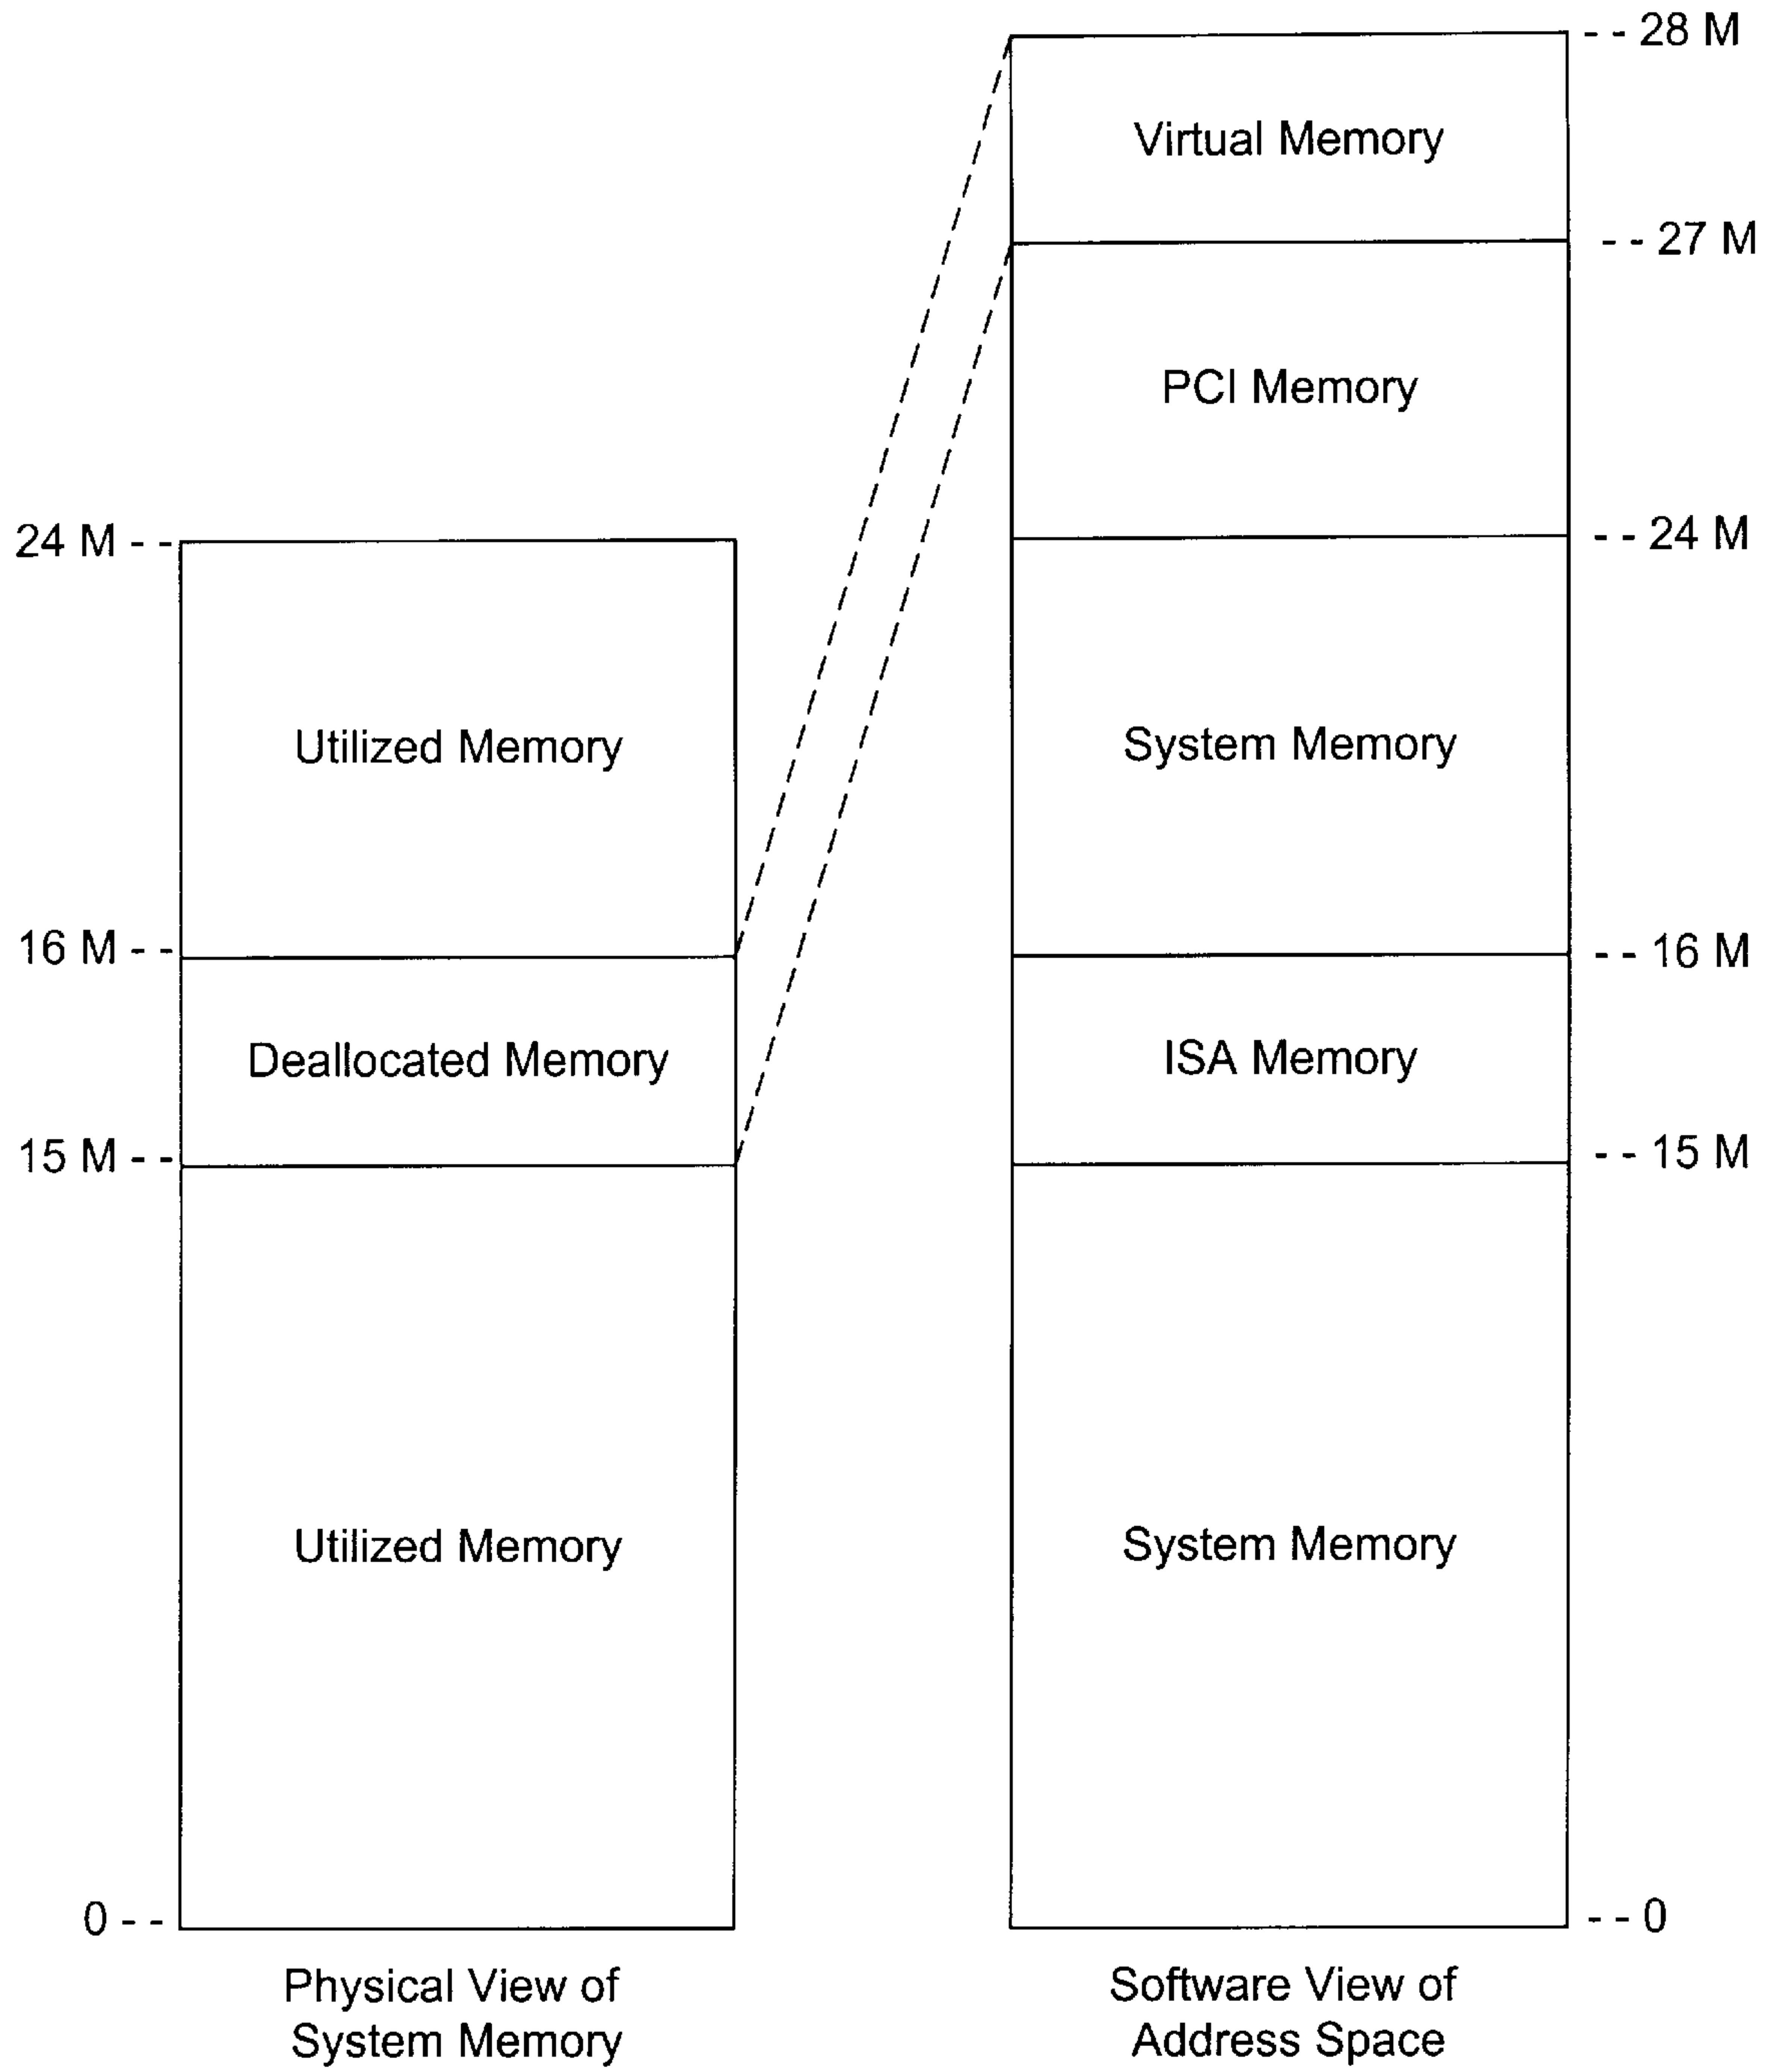 28 M
Virtual Memory
27 M
PCI Memory
24 M
24 M
Utilized Memory
System Memory
16 M
16 M
Deallocated Memory
ISA Memory
15 M
15 M
Utilized Memory
System Memory
0
0
Physical View of
System Memory
Software View of
Address Space